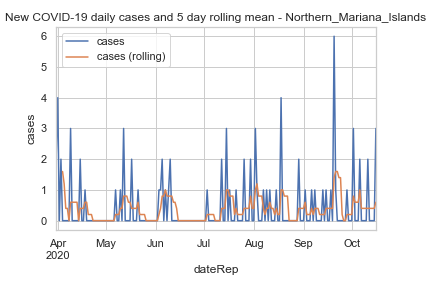 New COVID-19 daily cases and 5 day rolling mean - Northern_Mariana_Islands
cases
cases (rolling)
6
5
4
3
2
1
0
cases
Apr
2020
May
Jun
Jul
Aug
Sep
Oct
dateRep